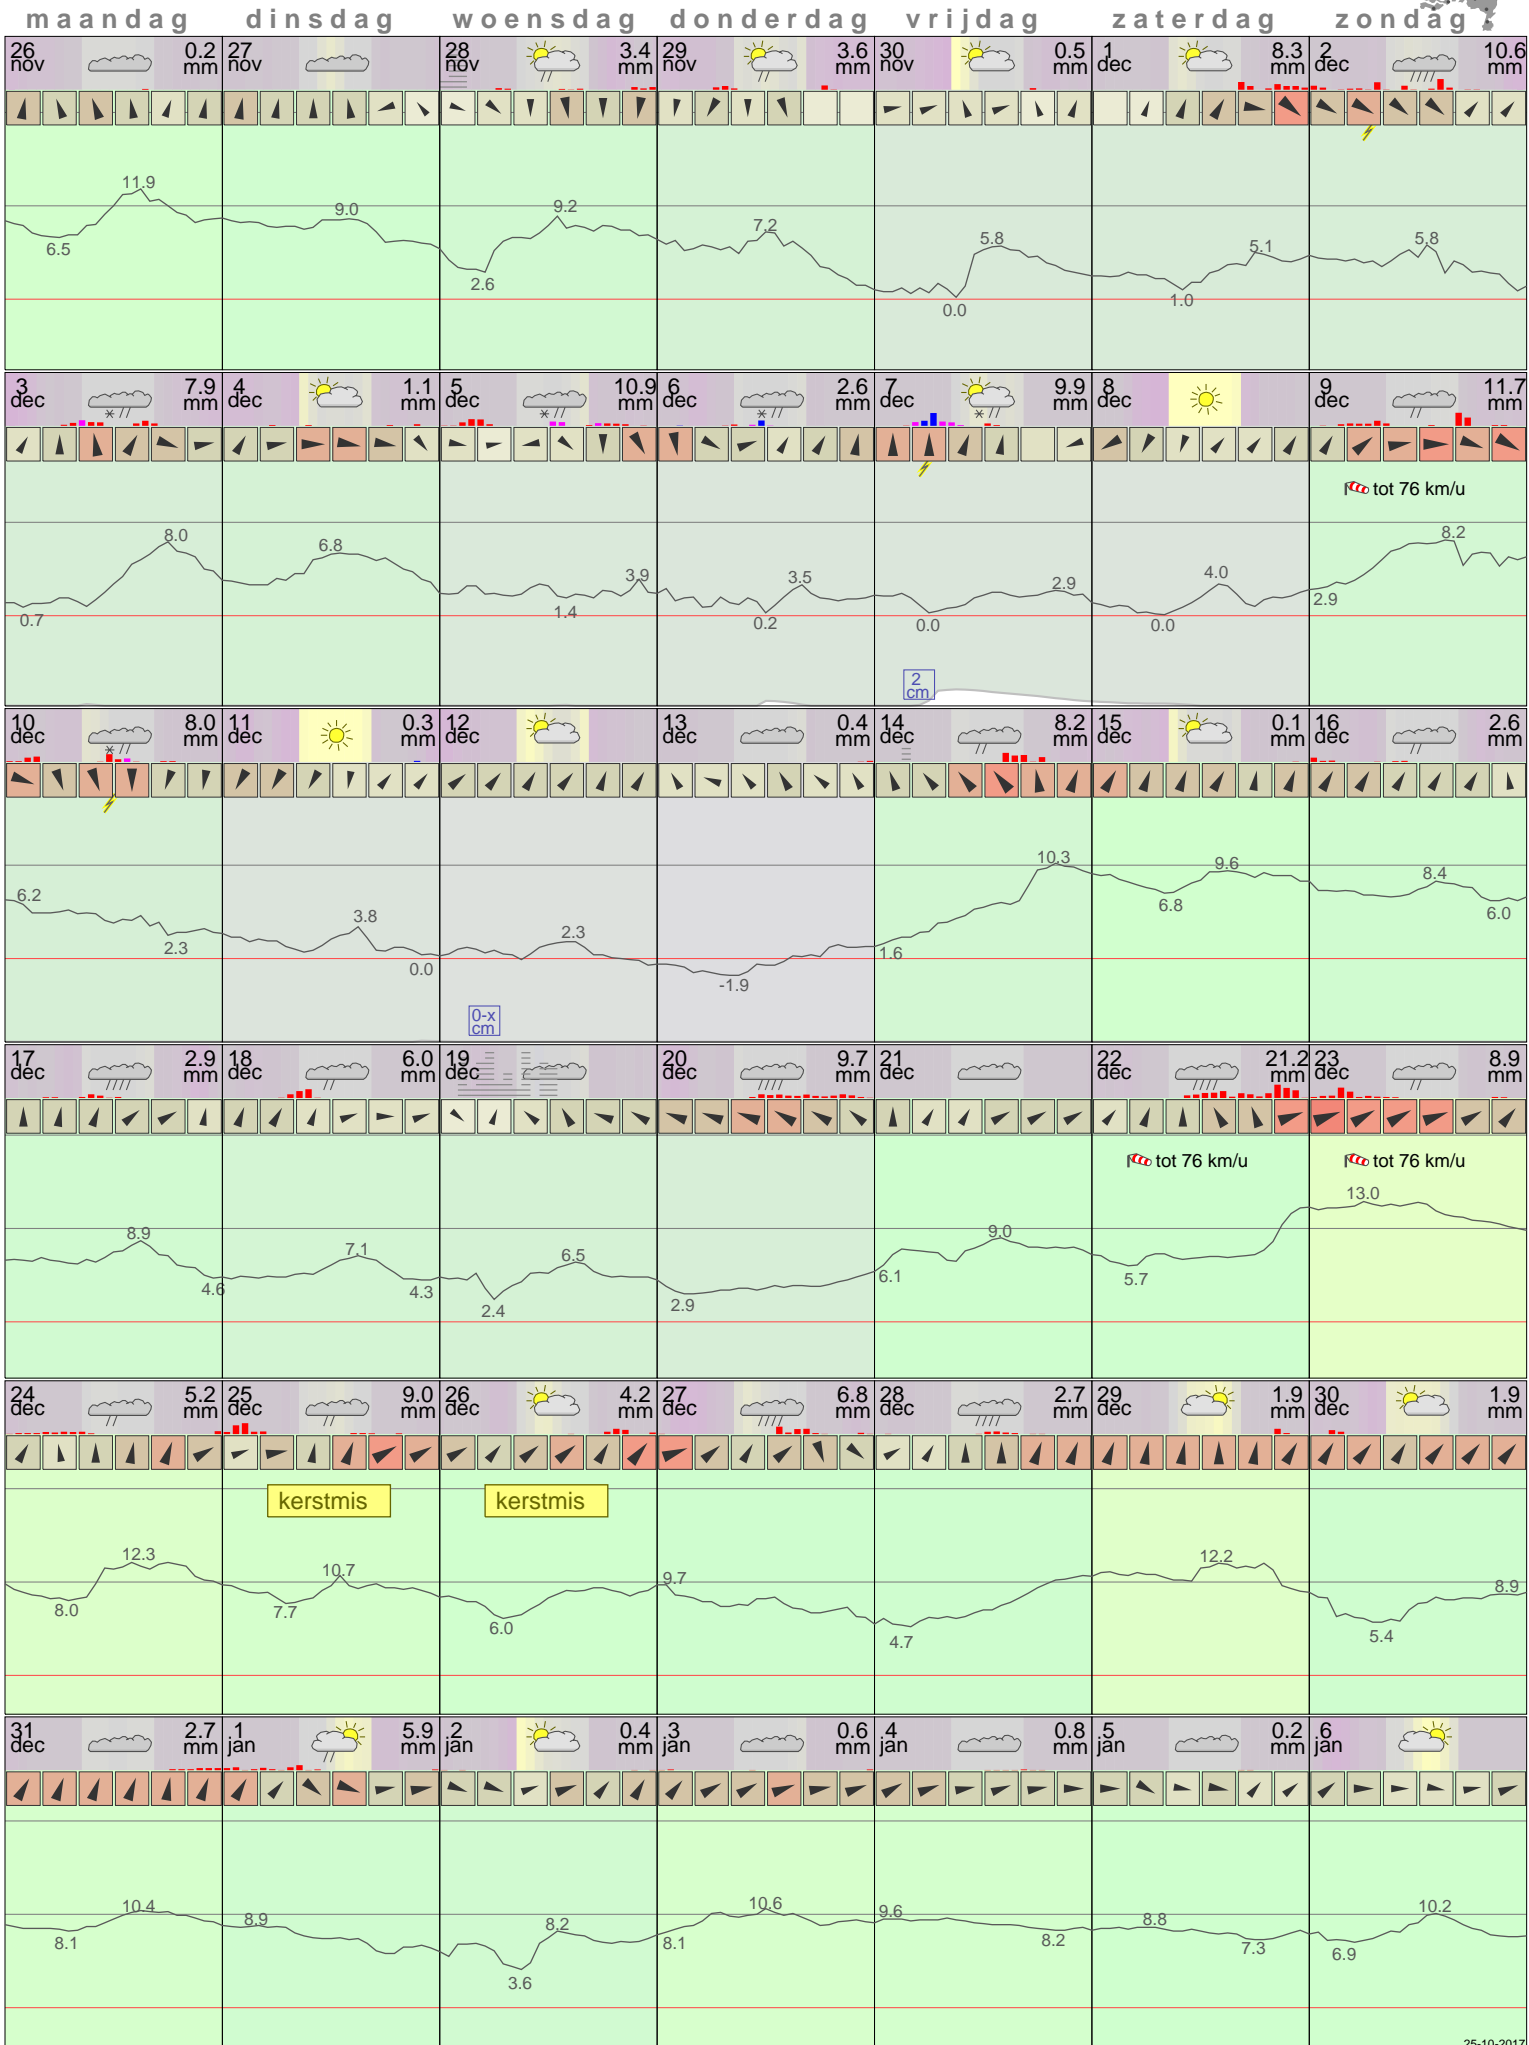 maandag dinsdag woensdag donderdag vrijdag zaterdag zondag
26 0.2 27 28 3.4 29 3.6 30 0.5 1 8.3 2 10.6
nov mm nov nov mm nov mm nov mm dec mm dec mm
11.9 9.0 9.2 7.2 5.8 5.1 5.8
6.5 2.6 0.0 1.0
3 7.9 4 1.1 5 10.9 6 2.6 7 9.9 8 9 11.7
dec mm dec mm dec mm dec mm dec mm dec dec mm
tot 76 km/u
8.0 6.8 3.9 3.5 2.9 4.0 8.2
0.7 1.4 0.2 0.0 0.0 2.9
2
cm
10 8.0 11 0.3 12 13 0.4 14 8.2 15 0.1 16 2.6
dec mm dec mm dec dec mm dec mm dec mm dec mm
6.2 3.8 2.3 10.3 9.6 8.4
2.3 0.0 -1.9 1.6 6.8 6.0
0-x
cm
17 2.9 18 6.0 19 20 9.7 21 22 21.2 23 8.9
dec mm dec mm dec dec mm dec dec mm dec mm
tot 76 km/u tot 76 km/u
8.9 7.1 6.5 9.0 13.0
4.6 4.3 2.4 2.9 6.1 5.7
24 5.2 25 9.0 26 4.2 27 6.8 28 2.7 29 1.9 30 1.9
dec mm dec mm dec mm dec mm dec mm dec mm dec mm
kerstmis kerstmis
12.3 10.7 9.7 12.2 8.9
8.0 7.7 6.0 4.7 5.4
31 2.7 1 5.9 2 0.4 3 0.6 4 0.8 5 0.2 6
dec mm jan mm jan mm jan mm jan mm jan mm jan
10.4 8.9 8.2 10.6 9.6 8.8 10.2
8.1 3.6 8.1 8.2 7.3 6.9
25-10-2017